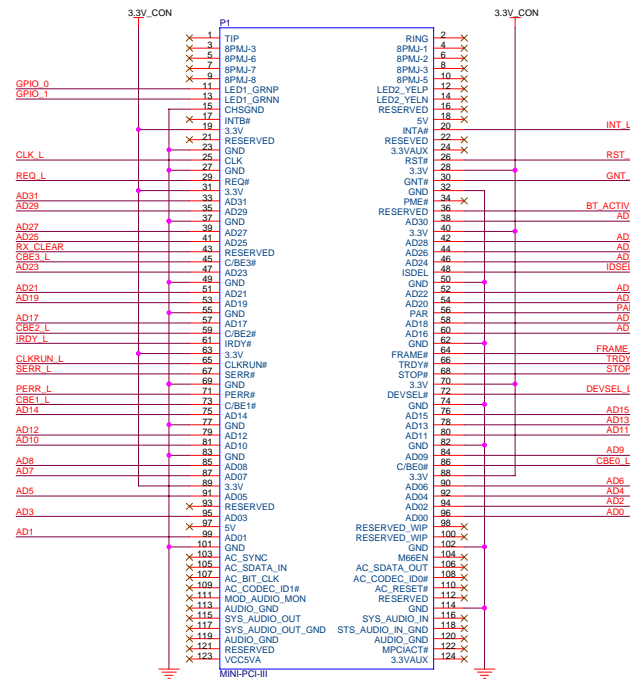 3.3V_CON 3.3V_CON
P1
1 TIP RING 2
3 8PMJ-3 8PMJ-1 4
5 8PMJ-6 8PMJ-2 6
7 8PMJ-7 8PMJ-3 8
9 8PMJ-8 8PMJ-5 10
GPIO_0 11 LED1_GRNP LED2_YELP 12
GPIO_1 13 LED1_GRNN LED2_YELN 14
15 CHSGND RESERVED 16
17 INTB# 5V 18
19 3.3V INTA# 20 INT_L
21 RESERVED RESEVED 22
23 GND 3.3VAUX 24
CLK_L 25 CLK RST# 26 RST_
27 GND 3.3V 28
REQ_L 29 REQ# GNT# 30 GNT_
31 3.3V GND 32
AD31 33 AD31 PME# 34
AD29 35 AD29 RESERVED 36 BT_ACTIV
37 GND AD30 38 AD
AD27 39 AD27 3.3V 40
AD25 41 AD25 AD28 42 AD
RX_CLEAR 43 RESERVED AD26 44 AD
CBE3_L 45 C/BE3# AD24 46 AD
AD23 47 AD23 ISDEL 48 IDSEL
49 GND GND 50
AD21 51 AD21 AD22 52 AD
AD19 53 AD19 AD20 54 AD
55 GND PAR 56 PA
AD17 57 AD17 AD18 58 AD
CBE2_L 59 C/BE2# AD16 60 AD
IRDY_L 61 IRDY# GND 62
63 3.3V FRAME# 64 FRAME_
CLKRUN_L 65 CLKRUN# TRDY# 66 TRDY
SERR_L 67 SERR# STOP# 68 STOP
69 GND 3.3V 70
PERR_L 71 PERR# DEVSEL# 72 DEVSEL_L
CBE1_L 73 C/BE1# GND 74
AD14 75 AD14 AD15 76 AD15
77 GND AD13 78 AD13
AD12 79 AD12 AD11 80 AD11
AD10 81 AD10 GND 82
83 GND AD09 84 AD9
AD8 85 AD08 C/BE0# 86 CBE0_L
AD7 87 AD07 3.3V 88
89 3.3V AD06 90 AD6
AD5 91 AD05 AD04 92 AD4
93 RESERVED AD02 94 AD2
AD3 95 AD03 AD00 96 AD0
97 5V RESERVED_WIP 98
AD1 99 AD01 RESERVED_WIP 100
101 GND GND 102
103 AC_SYNC M66EN 104
105 AC_SDATA_IN AC_SDATA_OUT 106
107 AC_BIT_CLK AC_CODEC_ID0# 108
109 AC_CODEC_ID1# AC_RESET# 110
111 MOD_AUDIO_MON RESERVED 112
113 AUDIO_GND GND 114
115 SYS_AUDIO_OUT SYS_AUDIO_IN 116
117 SYS_AUDIO_OUT_GND STS_AUDIO_IN_GND 118
119 AUDIO_GND AUDIO_GND 120
121 RESERVED MPCIACT# 122
123 VCC5VA 3.3VAUX 124
MINI-PCI-III